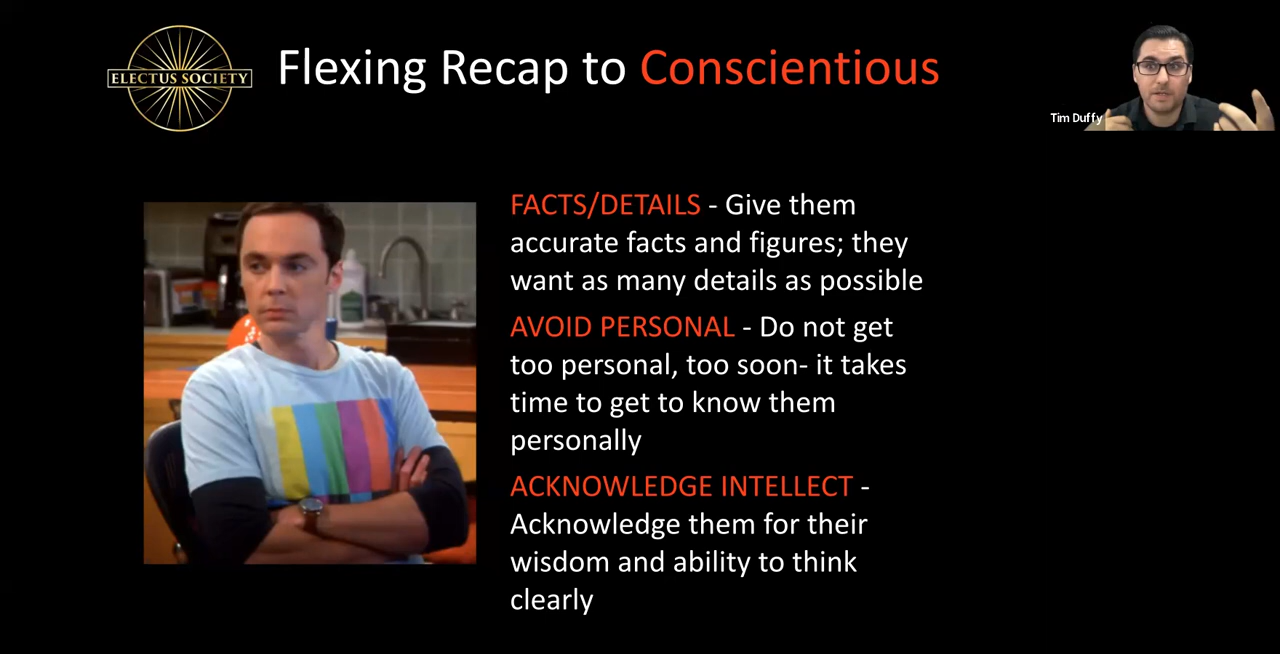 ELECTUS SOCIETY
Flexing Recap to Conscientious
Tim Duffy
FACTS/DETAILS - Give them
accurate facts and figures; they
want as many details as possible
AVOID PERSONAL - Do not get
too personal, too soon- it takes
time to get to know them
personally
ACKNOWLEDGE INTELLECT -
Acknowledge them for their
wisdom and ability to think
clearly